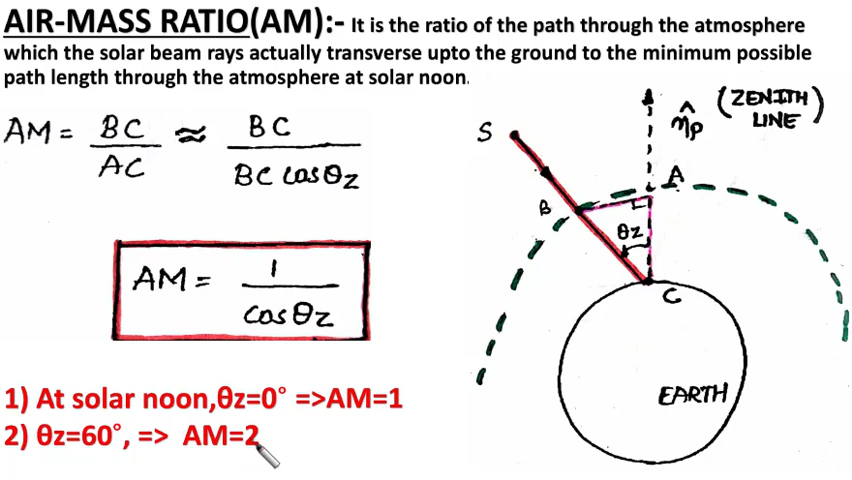 AIR-MASS RATIO(AM):- It is the ratio of the path through the atmosphere
which the solar beam rays actually transverse upto the ground to the minimum possible
path length through the atmosphere at solar noon.
AM = BC / AC ≈ BC / BC cosθz
AM = 1 / cosθz
1) At solar noon,θz=0° =>AM=1
2) θz=60°, => AM=2
S
n̂p
(ZENITH
LINE)
A
B
θz
C
EARTH